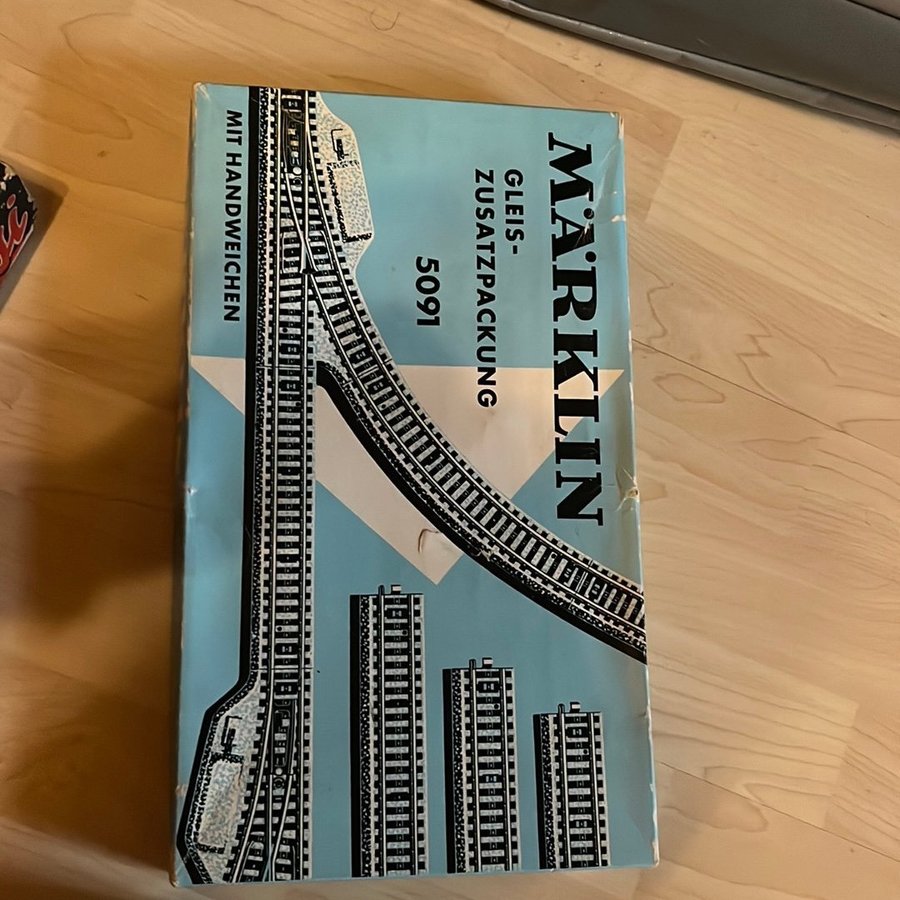 MÄRKLIN
GLEIS-
ZUSATZPACKUNG
5091
MIT HANDWEICHEN